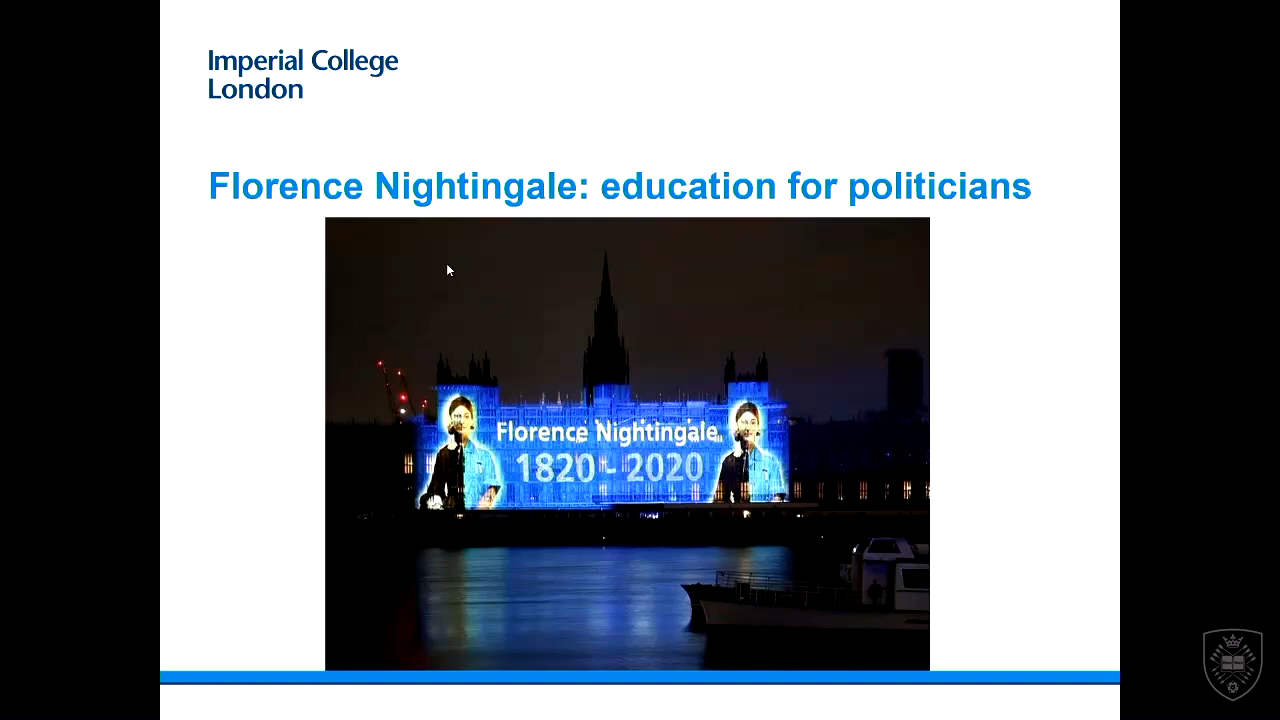 Imperial College
London
Florence Nightingale: education for politicians
Florence Nightingale
1820 - 2020